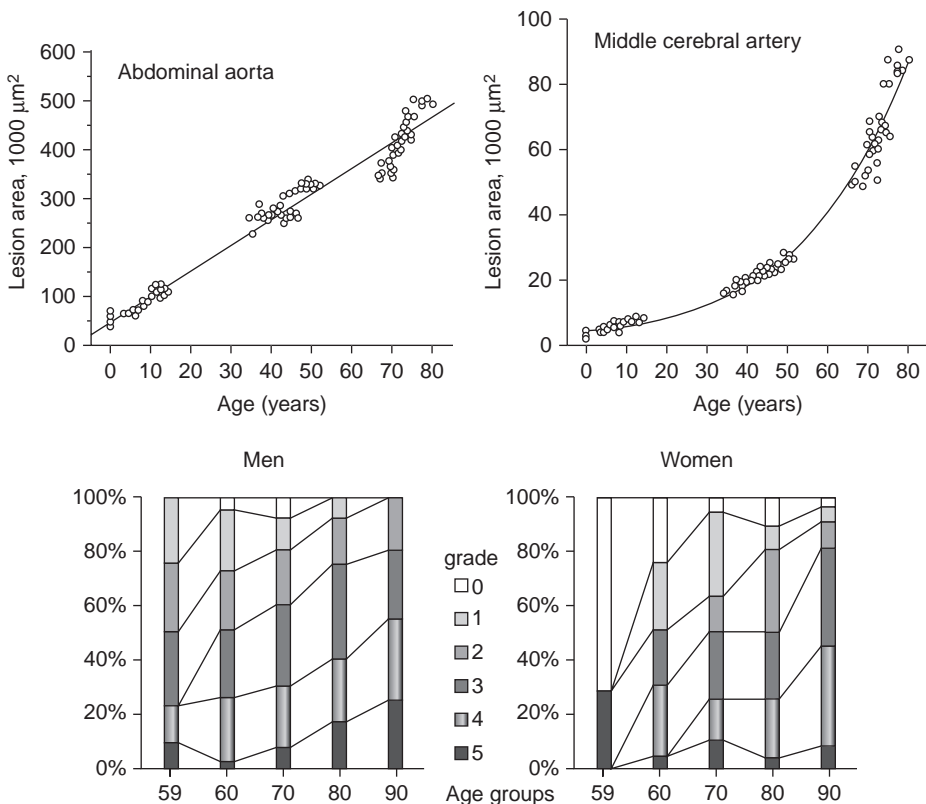 Abdominal aorta
Lesion area, 1000 μm²
600
500
400
300
200
100
0
0 10 20 30 40 50 60 70 80
Age (years)
Middle cerebral artery
Lesion area, 1000 μm²
100
80
60
40
20
0
0 10 20 30 40 50 60 70 80
Age (years)
Men
100%
80%
60%
40%
20%
0%
59 60 70 80 90
grade
0
1
2
3
4
5
Age groups
Women
100%
80%
60%
40%
20%
0%
59 60 70 80 90